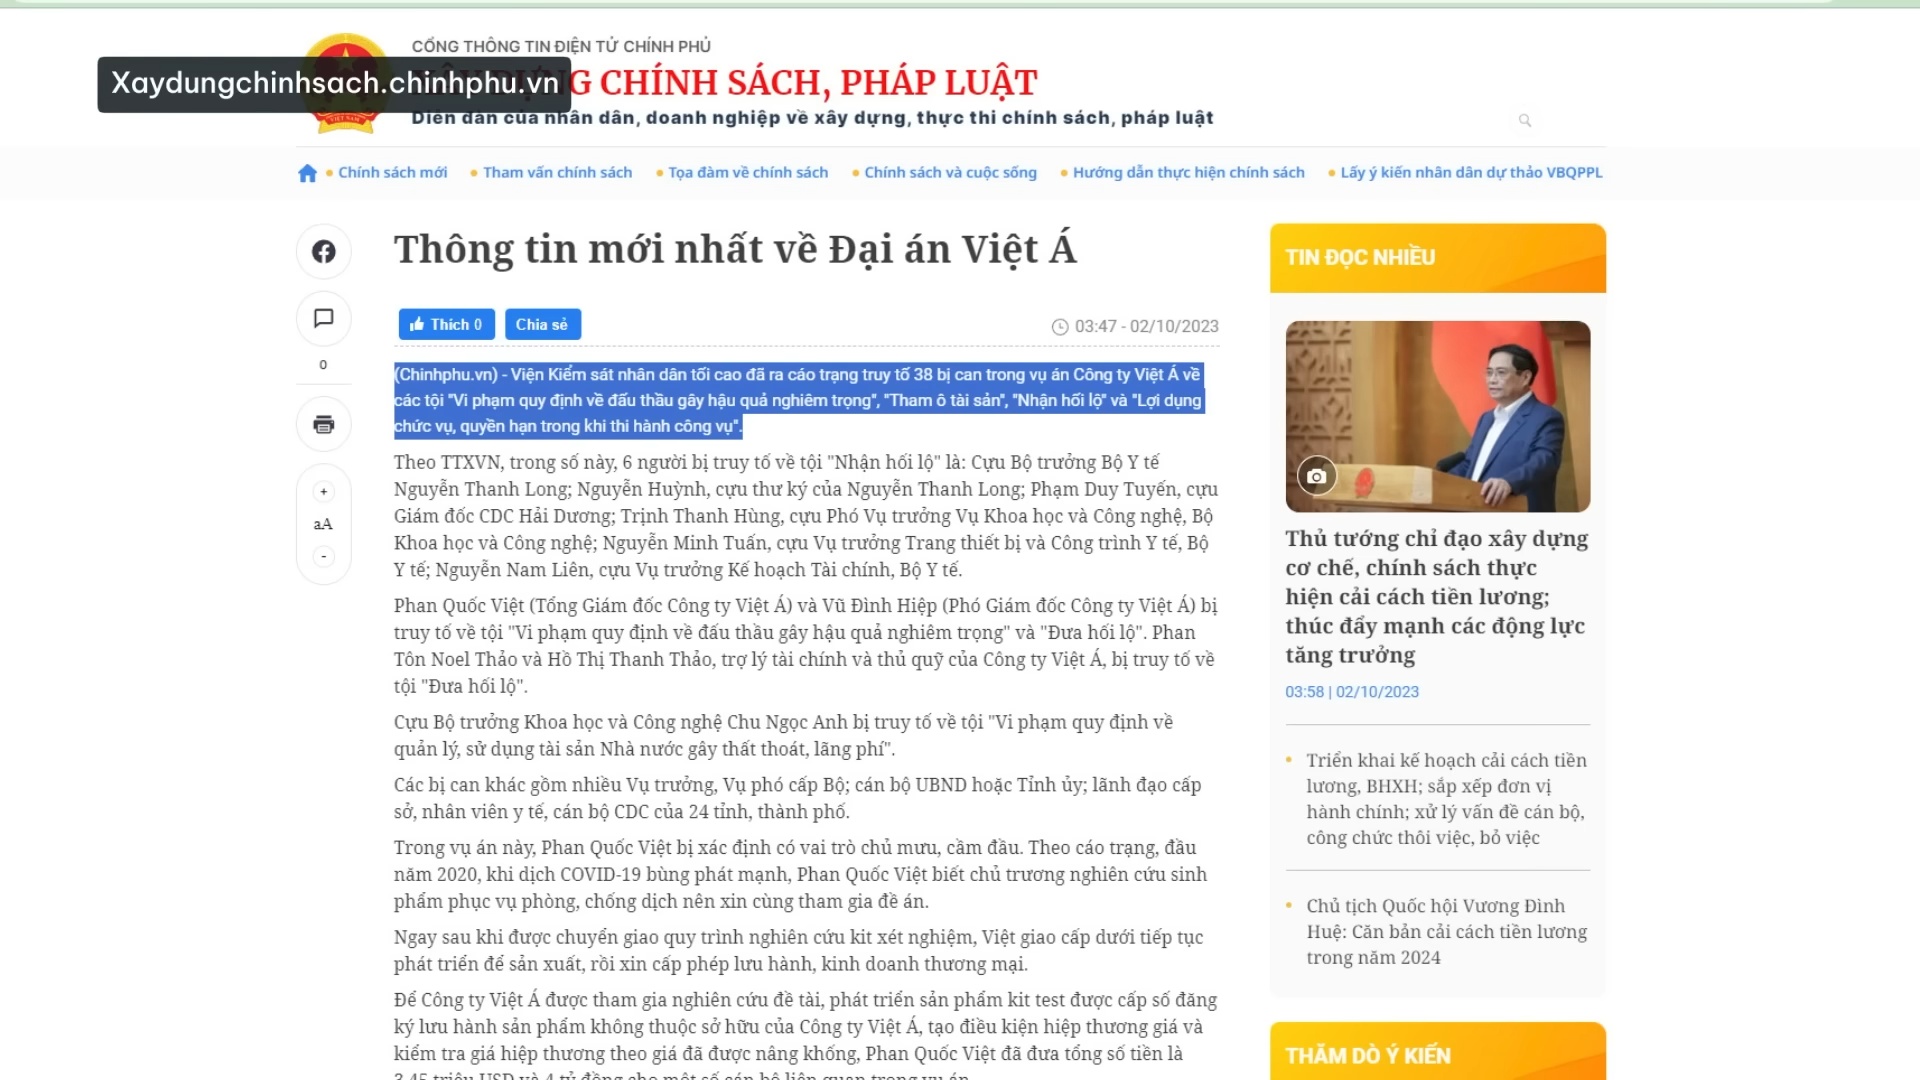 CỔNG THÔNG TIN ĐIỆN TỬ CHÍNH PHỦ
Xaydungchinhsach.chinhphu.vn
CHÍNH SÁCH, PHÁP LUẬT
Diễn đàn của nhân dân, doanh nghiệp về xây dựng, thực thi chính sách, pháp luật
VIỆT NAM
Chính sách mới
Tham vấn chính sách
Tọa đàm về chính sách
Chính sách và cuộc sống
Hướng dẫn thực hiện chính sách
Lấy ý kiến nhân dân dự thảo VBQPPL
Thông tin mới nhất về Đại án Việt Á
Thích 0
Chia sẻ
03:47 - 02/10/2023
0
+
aA
-
(Chinhphu.vn) - Viện Kiểm sát nhân dân tối cao đã ra cáo trạng truy tố 38 bị can trong vụ án Công ty Việt Á về
các tội "Vi phạm quy định về đấu thầu gây hậu quả nghiêm trọng", "Tham ô tài sản", "Nhận hối lộ" và "Lợi dụng
chức vụ, quyền hạn trong khi thi hành công vụ".
Theo TTXVN, trong số này, 6 người bị truy tố về tội "Nhận hối lộ" là: Cựu Bộ trưởng Bộ Y tế
Nguyễn Thanh Long; Nguyễn Huỳnh, cựu thư ký của Nguyễn Thanh Long; Phạm Duy Tuyến, cựu
Giám đốc CDC Hải Dương; Trịnh Thanh Hùng, cựu Phó Vụ trưởng Vụ Khoa học và Công nghệ, Bộ
Khoa học và Công nghệ; Nguyễn Minh Tuấn, cựu Vụ trưởng Trang thiết bị và Công trình Y tế, Bộ
Y tế; Nguyễn Nam Liên, cựu Vụ trưởng Kế hoạch Tài chính, Bộ Y tế.
Phan Quốc Việt (Tổng Giám đốc Công ty Việt Á) và Vũ Đình Hiệp (Phó Giám đốc Công ty Việt Á) bị
truy tố về tội "Vi phạm quy định về đấu thầu gây hậu quả nghiêm trọng" và "Đưa hối lộ". Phan
Tôn Noel Thảo và Hồ Thị Thanh Thảo, trợ lý tài chính và thủ quỹ của Công ty Việt Á, bị truy tố về
tội "Đưa hối lộ".
Cựu Bộ trưởng Khoa học và Công nghệ Chu Ngọc Anh bị truy tố về tội "Vi phạm quy định về
quản lý, sử dụng tài sản Nhà nước gây thất thoát, lãng phí".
Các bị can khác gồm nhiều Vụ trưởng, Vụ phó cấp Bộ; cán bộ UBND hoặc Tỉnh ủy; lãnh đạo cấp
sở, nhân viên y tế, cán bộ CDC của 24 tỉnh, thành phố.
Trong vụ án này, Phan Quốc Việt bị xác định có vai trò chủ mưu, cầm đầu. Theo cáo trạng, đầu
năm 2020, khi dịch COVID-19 bùng phát mạnh, Phan Quốc Việt biết chủ trương nghiên cứu sinh
phẩm phục vụ phòng, chống dịch nên xin cùng tham gia đề án.
Ngay sau khi được chuyển giao quy trình nghiên cứu kit xét nghiệm, Việt giao cấp dưới tiếp tục
phát triển để sản xuất, rồi xin cấp phép lưu hành, kinh doanh thương mại.
Để Công ty Việt Á được tham gia nghiên cứu đề tài, phát triển sản phẩm kit test được cấp số đăng
ký lưu hành sản phẩm không thuộc sở hữu của Công ty Việt Á, tạo điều kiện hiệp thương giá và
kiểm tra giá hiệp thương theo giá đã được nâng khống, Phan Quốc Việt đã đưa tổng số tiền là
3,45 triệu USD và 4 tỷ đồng cho một số cán bộ liên quan trong vụ án.
TIN ĐỌC NHIỀU
Thủ tướng chỉ đạo xây dựng
cơ chế, chính sách thực
hiện cải cách tiền lương;
thúc đẩy mạnh các động lực
tăng trưởng
03:58 | 02/10/2023
Triển khai kế hoạch cải cách tiền
lương, BHXH; sắp xếp đơn vị
hành chính; xử lý vấn đề cán bộ,
công chức thôi việc, bỏ việc
Chủ tịch Quốc hội Vương Đình
Huệ: Căn bản cải cách tiền lương
trong năm 2024
THĂM DÒ Ý KIẾN